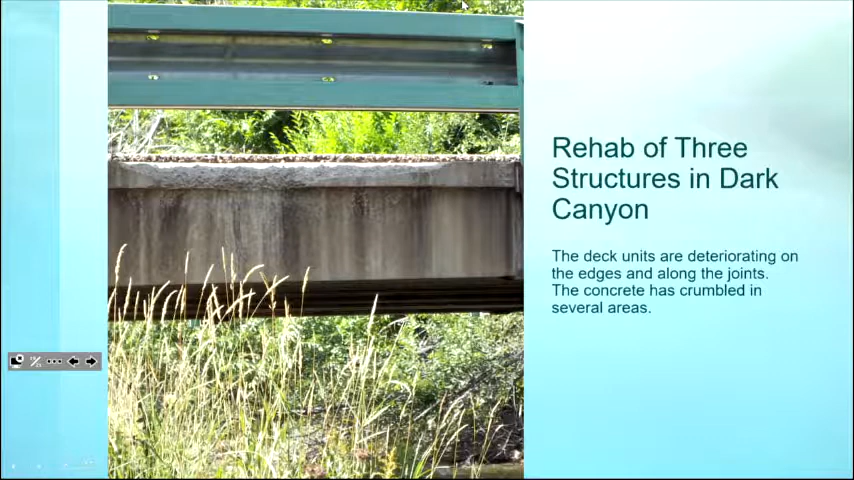 Rehab of Three
Structures in Dark
Canyon
The deck units are deteriorating on
the edges and along the joints.
The concrete has crumbled in
several areas.